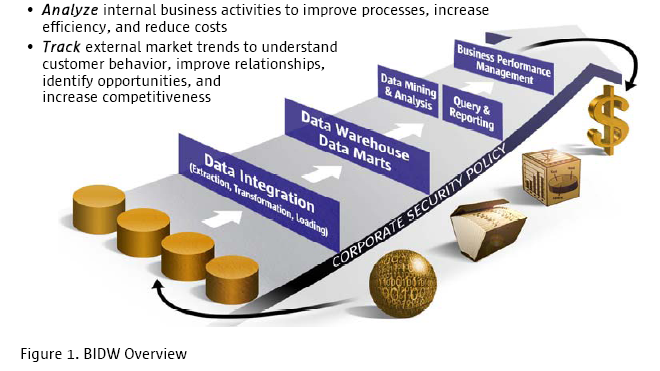 • Analyze internal business activities to improve processes, increase
efficiency, and reduce costs
• Track external market trends to understand
customer behavior, improve relationships,
identify opportunities, and
increase competitiveness
Business Performance
Management
Data Mining
& Analysis
Query &
Reporting
Data Warehouse
Data Marts
Data Integration
(Extraction, Transformation, Loading)
CORPORATE SECURITY POLICY
$
Figure 1. BIDW Overview